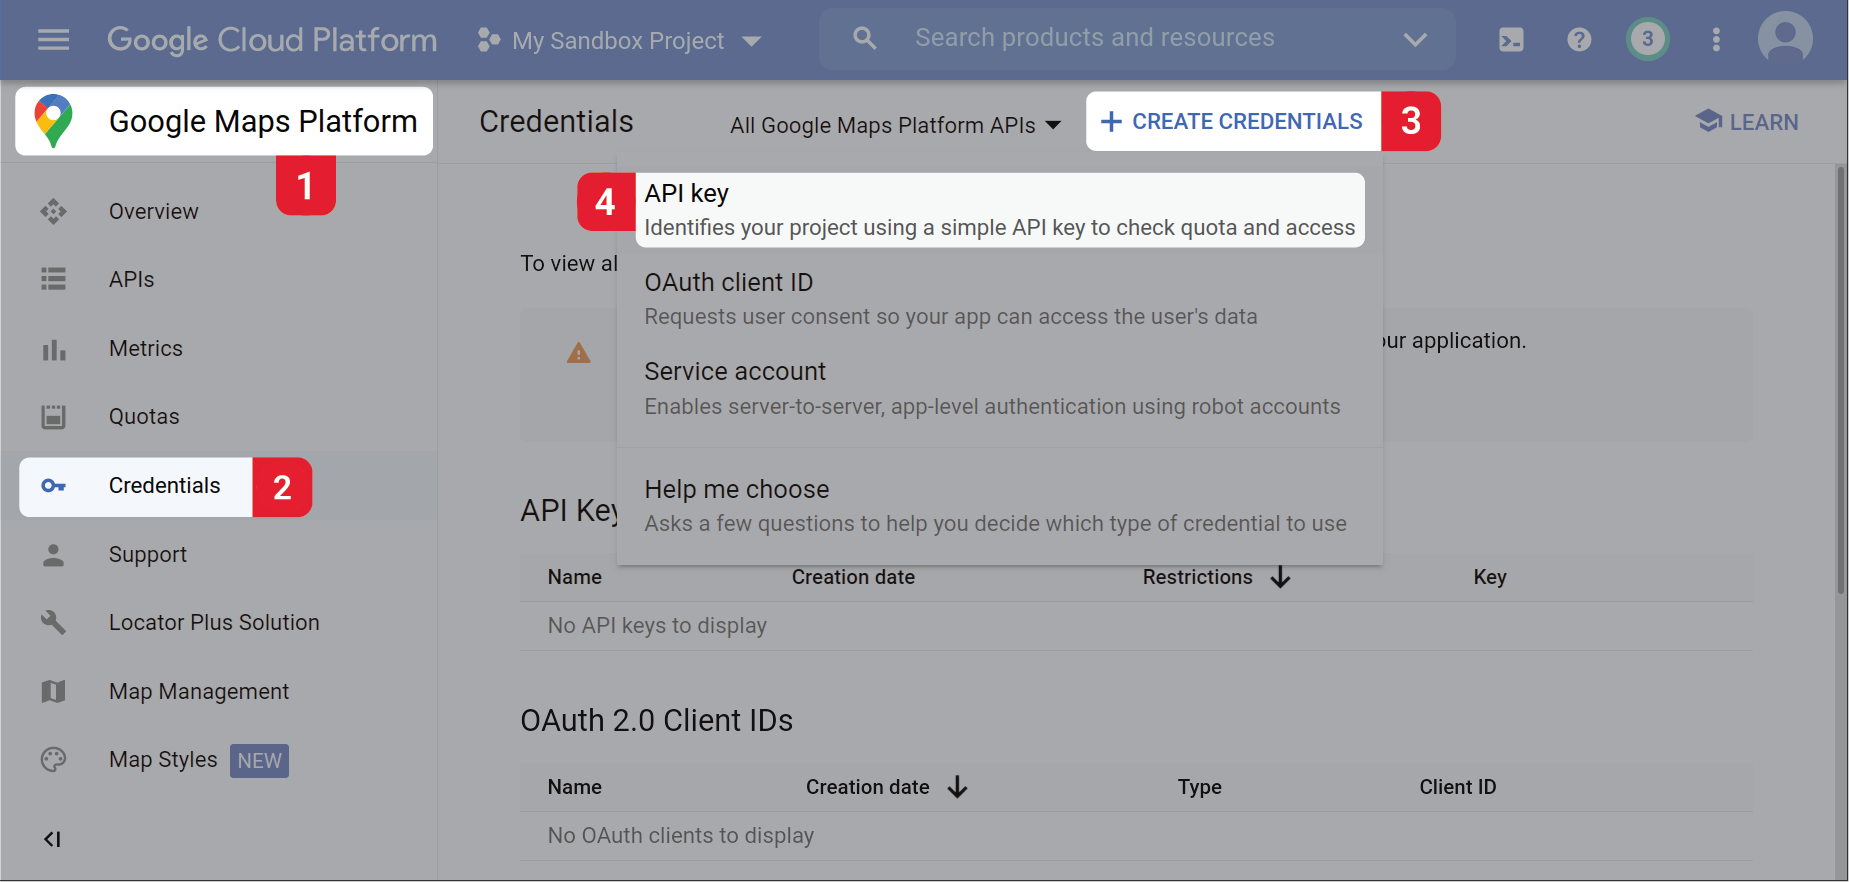 Google Cloud Platform
My Sandbox Project
Search products and resources
3
Google Maps Platform
1
Credentials
All Google Maps Platform APIs
CREATE CREDENTIALS
3
LEARN
Overview
APIs
Metrics
Quotas
Credentials
2
Support
Locator Plus Solution
Map Management
Map Styles NEW
4
API key
Identifies your project using a simple API key to check quota and access
To view al
OAuth client ID
Requests user consent so your app can access the user's data
ur application.
Service account
Enables server-to-server, app-level authentication using robot accounts
Help me choose
Asks a few questions to help you decide which type of credential to use
API Key
Name Creation date Restrictions Key
No API keys to display
OAuth 2.0 Client IDs
Name Creation date Type Client ID
No OAuth clients to display